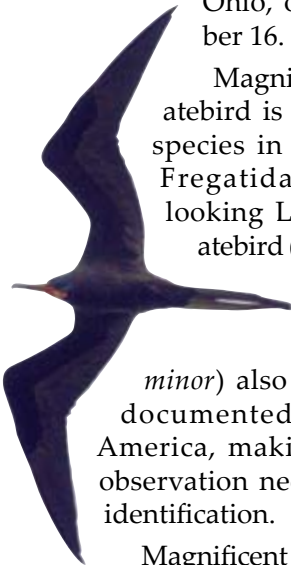 Ohio, o
ber 16.
Magni
atebird is
species in
Fregatida
looking L
atebird (
minor) also
documented
America, maki
observation nee
identification.
Magnificent